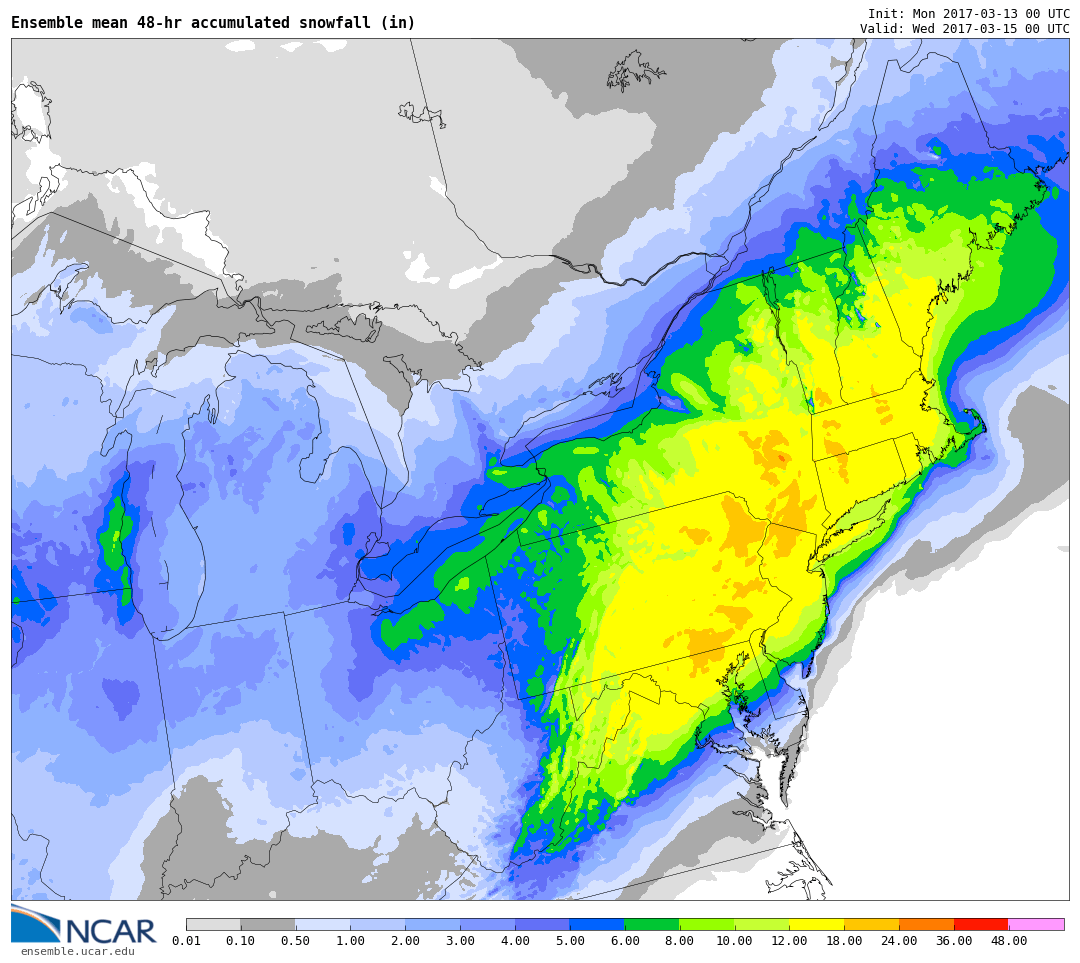 Ensemble mean 48-hr accumulated snowfall (in)
Init: Mon 2017-03-13 00 UTC
Valid: Wed 2017-03-15 00 UTC
NCAR
ensemble.ucar.edu
0.01 0.10 0.50 1.00 2.00 3.00 4.00 5.00 6.00 8.00 10.00 12.00 18.00 24.00 36.00 48.00